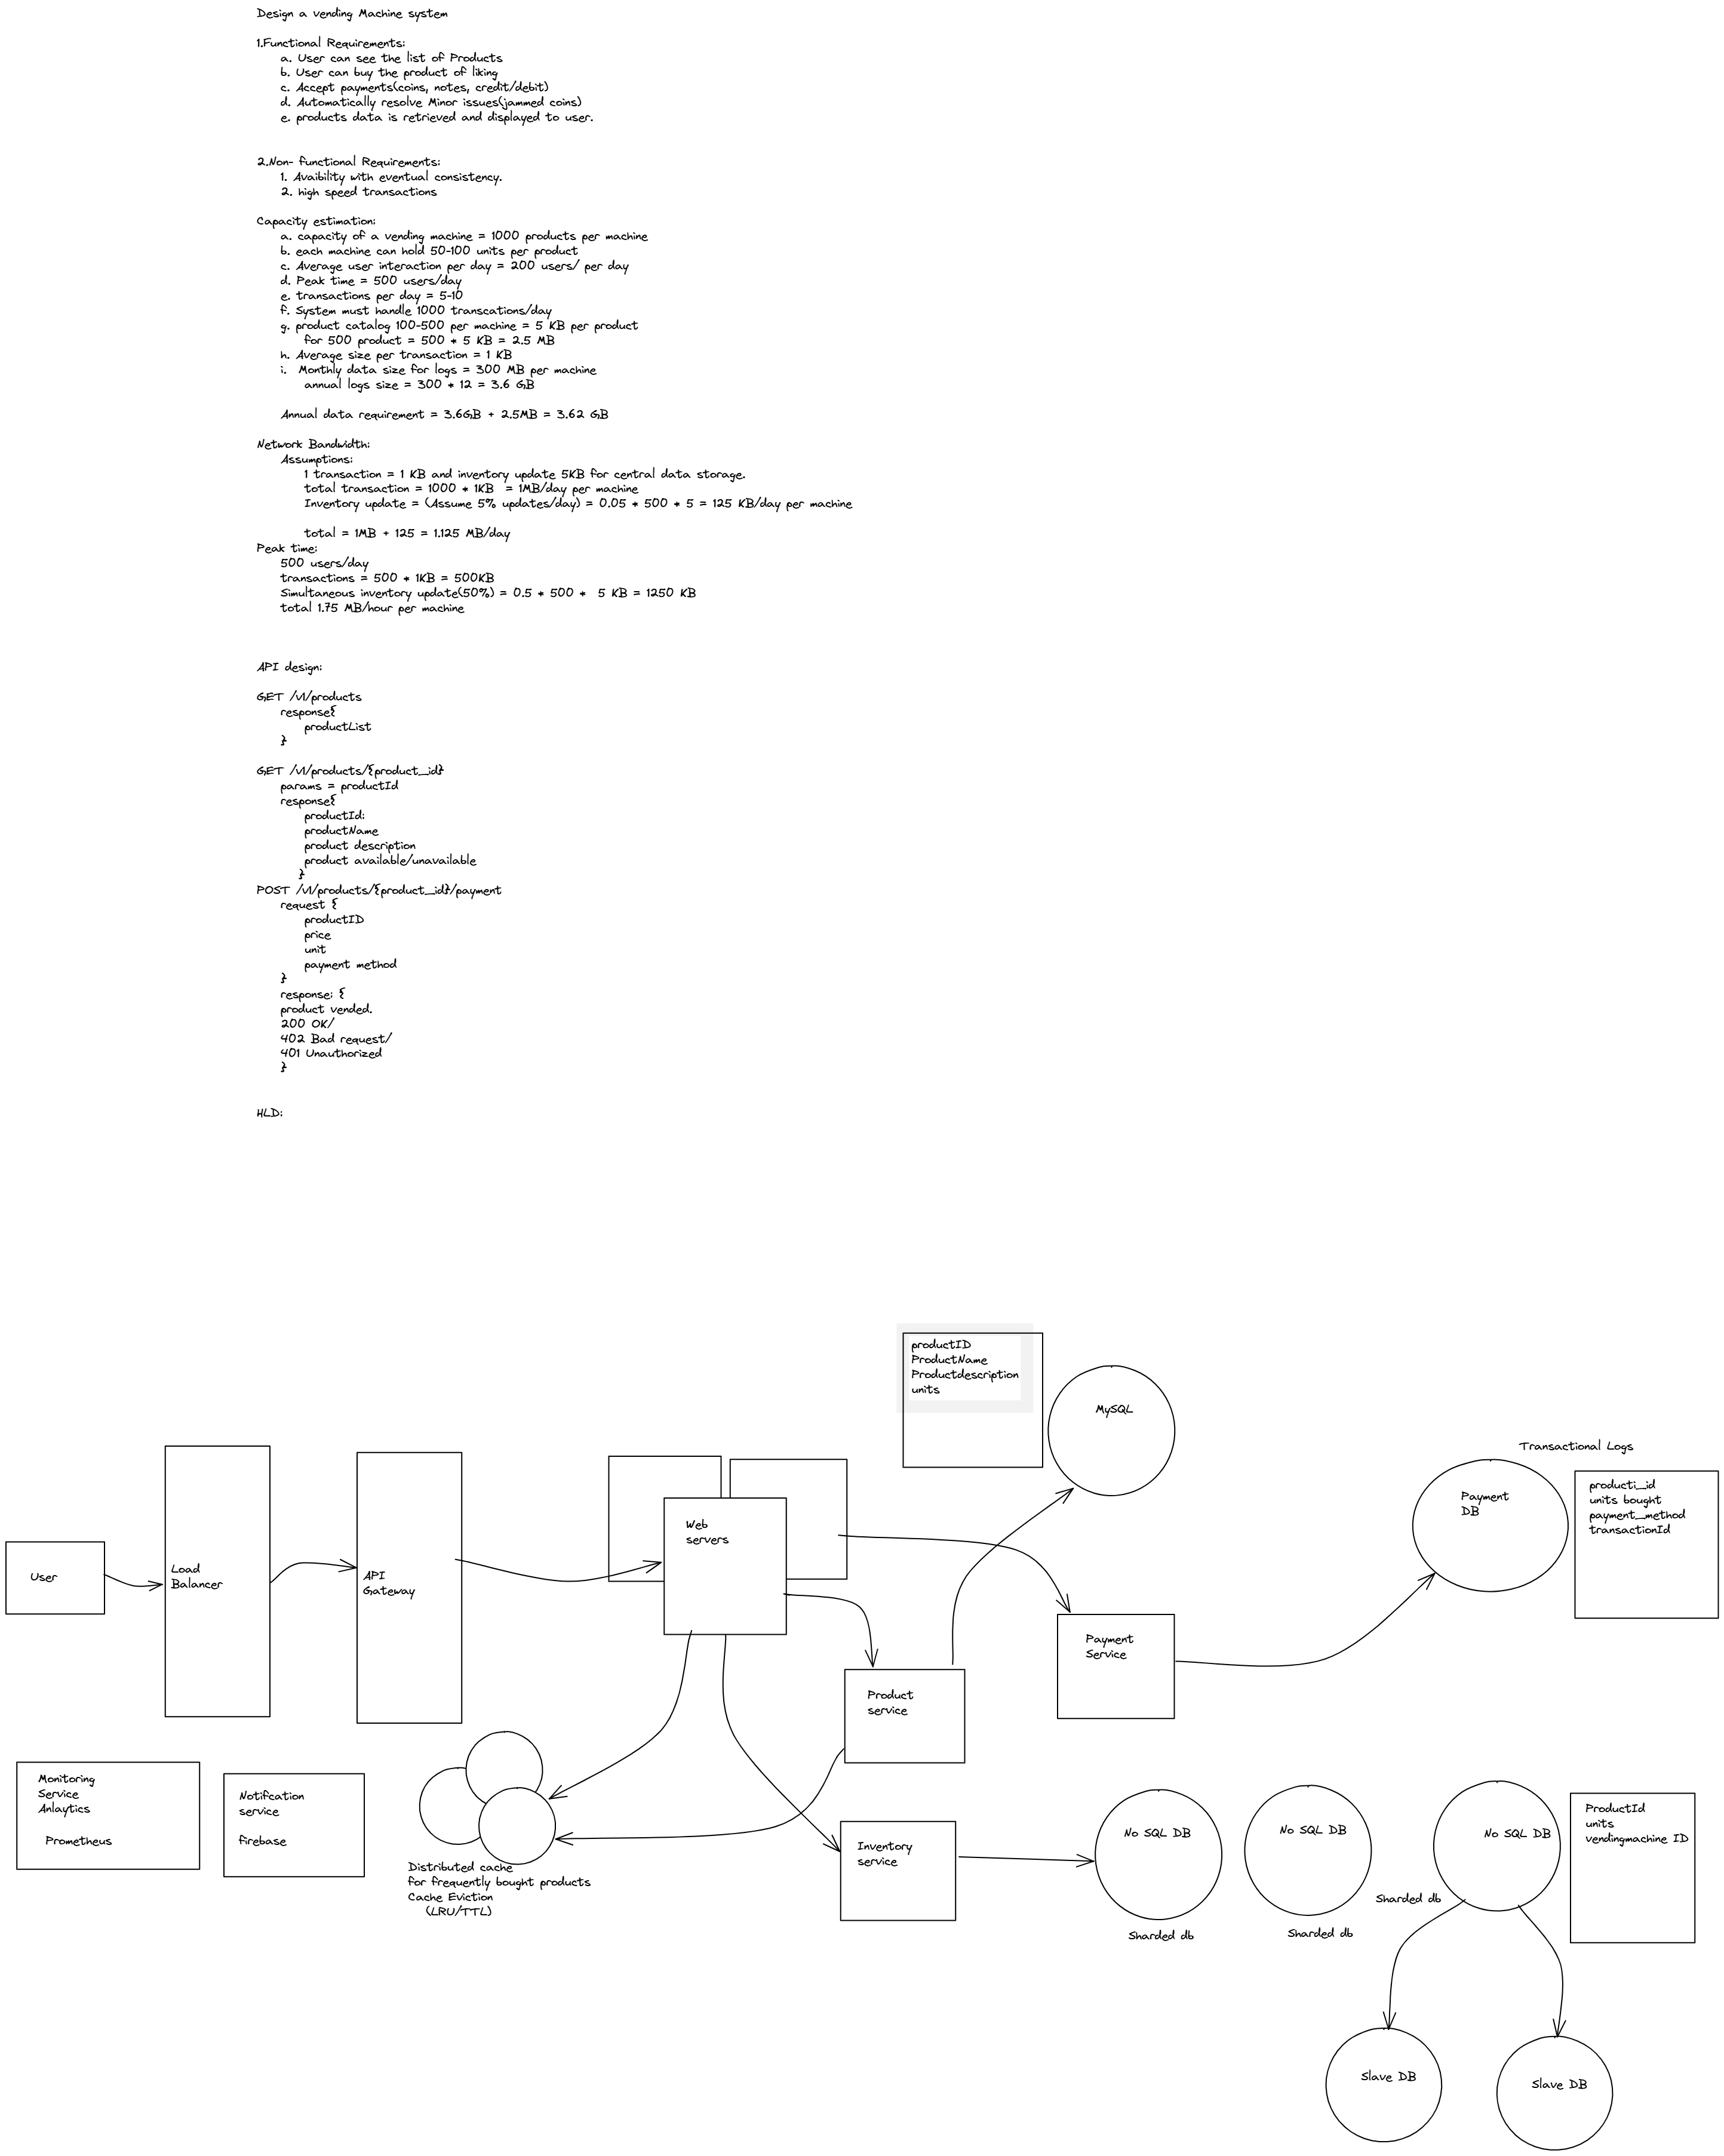 Design a vending Machine system
1.Functional Requirements:
a. User can see the list of Products
b. User can buy the product of liking
c. Accept payments(coins, notes, credit/debit)
d. Automatically resolve Minor issues(jammed coins)
e. products data is retrieved and displayed to user.
2.Non- functional Requirements:
1. Avaibility with eventual consistency.
2. high speed transactions
Capacity estimation:
a. capacity of a vending machine = 1000 products per machine
b. each machine can hold 50-100 units per product
c. Average user interaction per day = 200 users/ per day
d. Peak time = 500 users/day
e. transactions per day = 5-10
f. System must handle 1000 transcations/day
g. product catalog 100-500 per machine = 5 KB per product
for 500 product = 500 * 5 KB = 2.5 MB
h. Average size per transaction = 1 KB
i. Monthly data size for logs = 300 MB per machine
annual logs size = 300 * 12 = 3.6 GB
Annual data requirement = 3.6GB + 2.5MB = 3.62 GB
Network Bandwidth:
Assumptions:
1 transaction = 1 KB and inventory update 5KB for central data storage.
total transaction = 1000 * 1KB = 1MB/day per machine
Inventory update = (Assume 5% updates/day) = 0.05 * 500 * 5 = 125 KB/day per machine
total = 1MB + 125 = 1.125 MB/day
Peak time:
500 users/day
transactions = 500 * 1KB = 500KB
Simultaneous inventory update(50%) = 0.5 * 500 * 5 KB = 1250 KB
total 1.75 MB/hour per machine
API design:
GET /v1/products
response{
productList
}
GET /v1/products/{product_id}
params = productId
response{
productId:
productName
product description
product available/unavailable
}
POST /v1/products/{product_id}/payment
request {
productID
price
unit
payment method
}
response: {
product vended.
200 OK/
402 Bad request/
401 Unauthorized
}
HLD:
productID
ProductName
Productdescription
units
MySQL
Transactional Logs
Payment
DB
producti_id
units bought
payment_method
transactionId
Web
servers
User
Load
Balancer
API
Gateway
Payment
Service
Product
service
Monitoring
Service
Anlaytics
Prometheus
Notifcation
service
firebase
Distributed cache
for frequently bought products
Cache Eviction
(LRU/TTL)
Inventory
service
No SQL DB
Sharded db
No SQL DB
Sharded db
No SQL DB
Sharded db
ProductId
units
vendingmachine ID
Slave DB
Slave DB